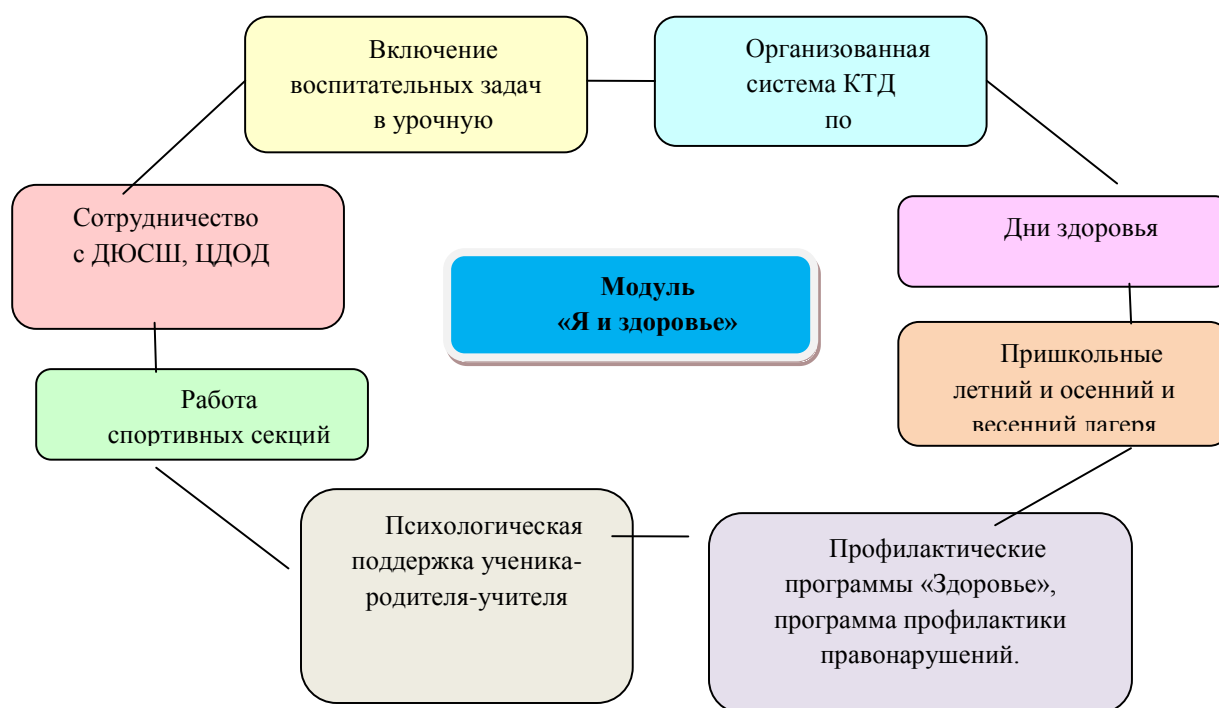 Включение
воспитательных задач
в урочную
Организованная
система КТД
по
Сотрудничество
с ДЮСШ, ЦДОД
Дни здоровья
Модуль
«Я и здоровье»
Пришкольные
летний и осенний и
весенний лагеря
Работа
спортивных секций
Психологическая
поддержка ученика-
родителя-учителя
Профилактические
программы «Здоровье»,
программа профилактики
правонарушений.